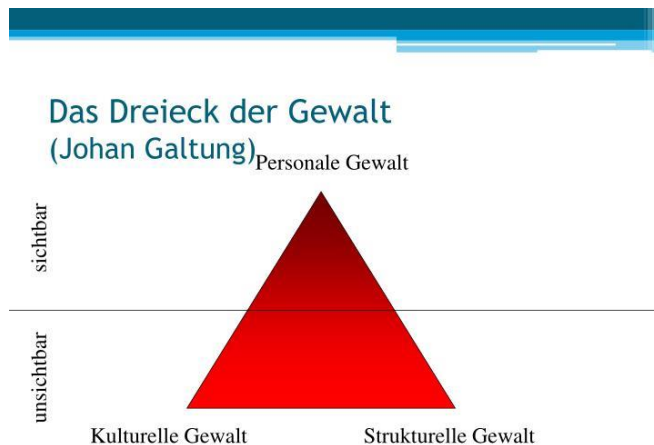 Das Dreieck der Gewalt
(Johan Galtung)
Personale Gewalt
sichtbar
unsichtbar
Kulturelle Gewalt
Strukturelle Gewalt